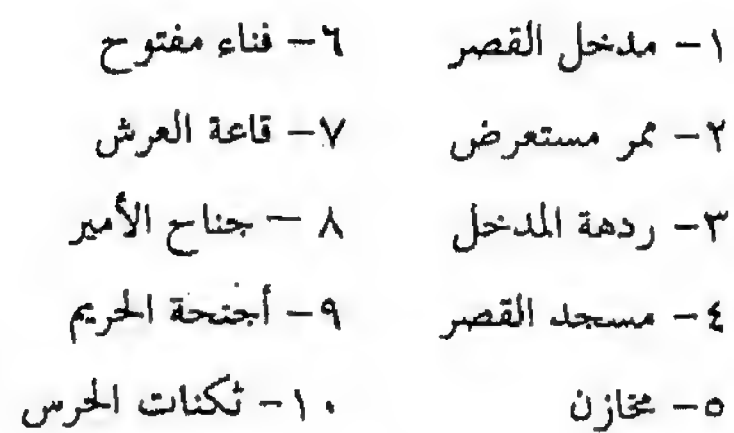 ١- مدخل القصر
٢- ممر مستعرض
٣- ردهة المدخل
٤- مسجد القصر
٥- مخازن
٦- فناء مفتوح
٧- قاعة العرش
٨- جناح الأمير
٩- أجنحة الحريم
١٠- ثكنات الحرس